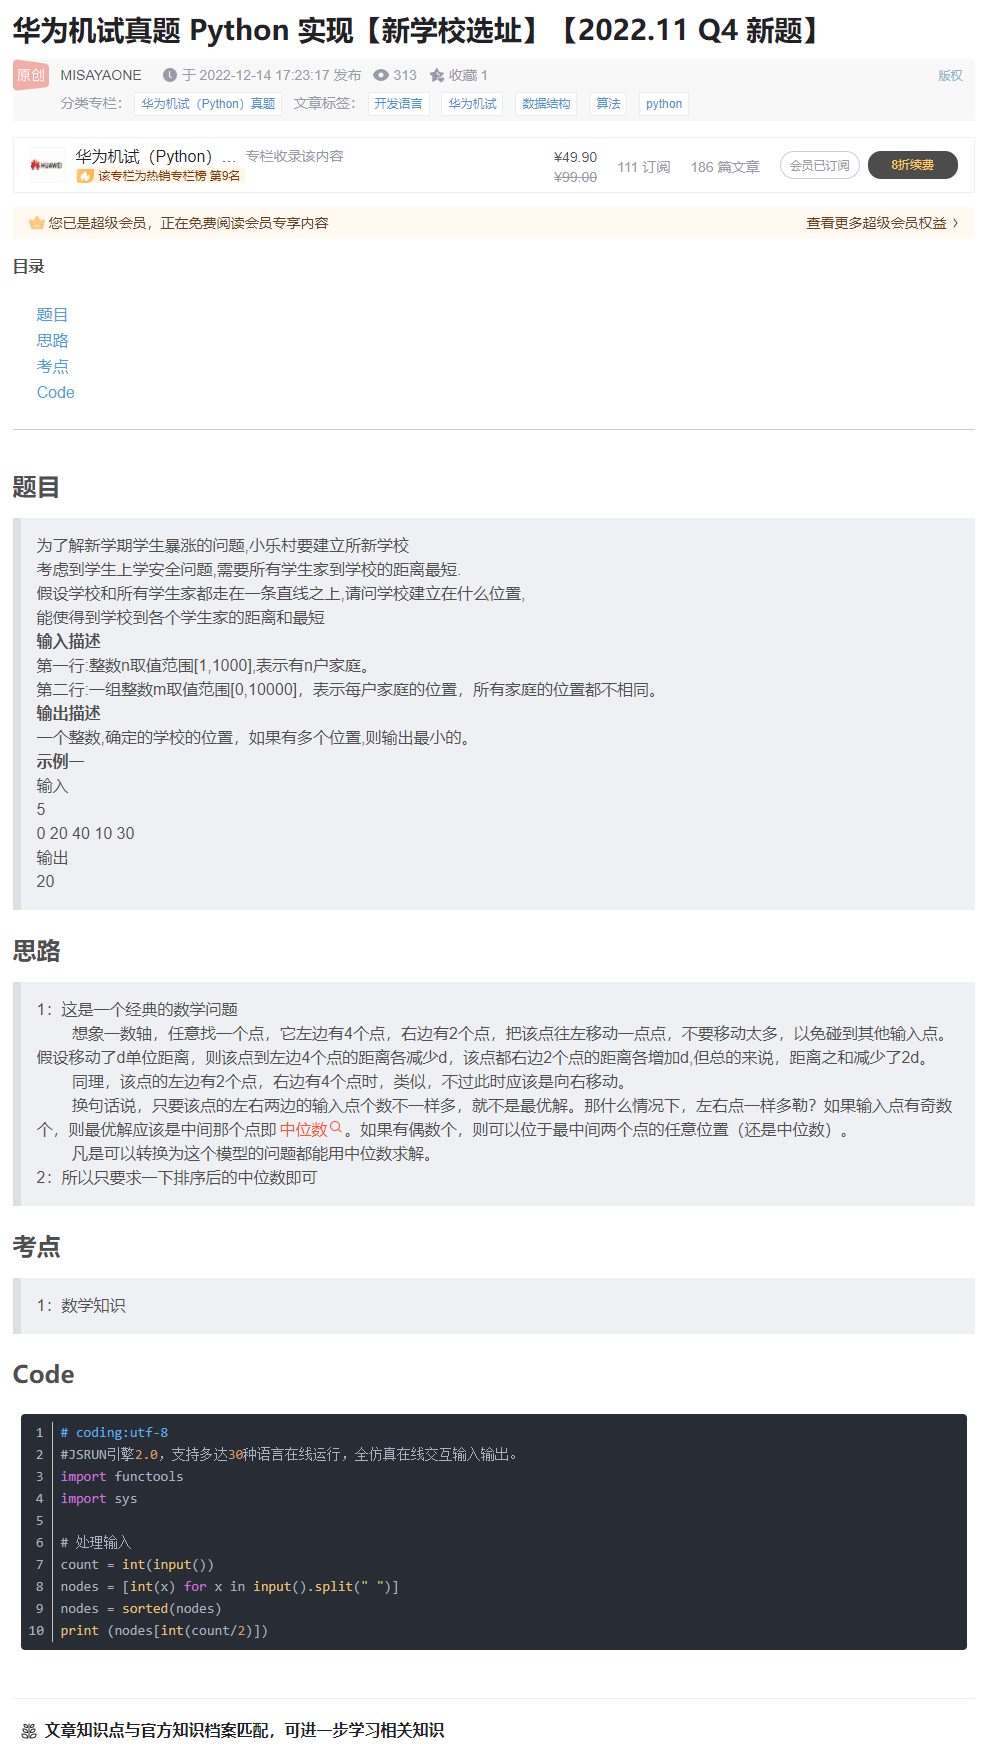 华为机试真题 Python 实现【新学校选址】【2022.11 Q4 新题】
原创 MISAYAONE 于 2022-12-14 17:23:17 发布 313 收藏 1 版权
分类专栏： 华为机试（Python）真题 文章标签： 开发语言 华为机试 数据结构 算法 python
HUAWEI 华为机试（Python） ... 专栏收录该内容 ¥49.90 111 订阅 186 篇文章 会员已订阅 8折续费
该专栏为热销专栏榜 第9名 ¥99.00
您已是超级会员，正在免费阅读会员专享内容 查看更多超级会员权益 >
目录
题目
思路
考点
Code
题目
为了解新学期学生暴涨的问题,小乐村要建立所新学校
考虑到学生上学安全问题,需要所有学生家到学校的距离最短.
假设学校和所有学生家都走在一条直线之上,请问学校建立在什么位置,
能使得到学校到各个学生家的距离和最短
输入描述
第一行:整数n取值范围[1,1000],表示有n户家庭。
第二行:一组整数m取值范围[0,10000]，表示每户家庭的位置，所有家庭的位置都不相同。
输出描述
一个整数,确定的学校的位置，如果有多个位置,则输出最小的。
示例一
输入
5
0 20 40 10 30
输出
20
思路
1：这是一个经典的数学问题
想象一数轴，任意找一个点，它左边有4个点，右边有2个点，把该点往左移动一点点，不要移动太多，以免碰到其他输入点。
假设移动了d单位距离，则该点到左边4个点的距离各减少d，该点都右边2个点的距离各增加d,但总的来说，距离之和减少了2d。
同理，该点的左边有2个点，右边有4个点时，类似，不过此时应该是向右移动。
换句话说，只要该点的左右两边的输入点个数不一样多，就不是最优解。那什么情况下，左右点一样多勒？如果输入点有奇数
个，则最优解应该是中间那个点即 中位数 。如果有偶数个，则可以位于最中间两个点的任意位置（还是中位数）。
凡是可以转换为这个模型的问题都能用中位数求解。
2：所以只要求一下排序后的中位数即可
考点
1：数学知识
Code
1 # coding:utf-8
2 #JSRUN引擎2.0，支持多达30种语言在线运行，全仿真在线交互输入输出。
3 import functools
4 import sys
5
6 # 处理输入
7 count = int(input())
8 nodes = [int(x) for x in input().split(" ")]
9 nodes = sorted(nodes)
10 print (nodes[int(count/2)])
文章知识点与官方知识档案匹配，可进一步学习相关知识